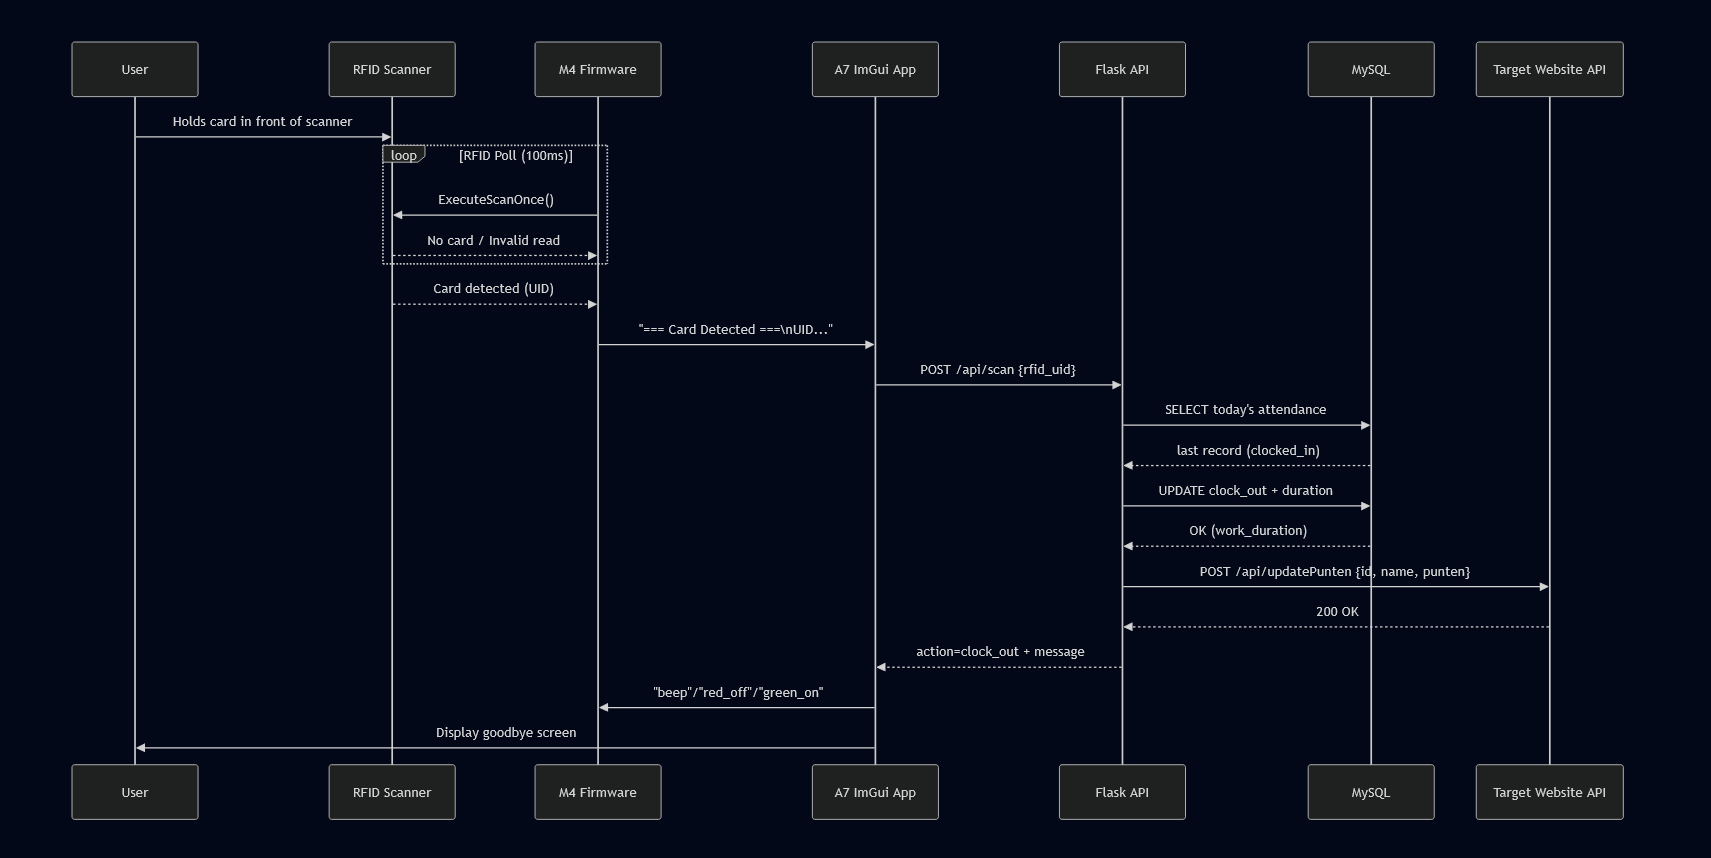 User
RFID Scanner
M4 Firmware
A7 ImGui App
Flask API
MySQL
Target Website API
Holds card in front of scanner
loop
[RFID Poll (100ms)]
ExecuteScanOnce()
No card / Invalid read
Card detected (UID)
"=== Card Detected ===\nUID..."
POST /api/scan {rfid_uid}
SELECT today's attendance
last record (clocked_in)
UPDATE clock_out + duration
OK (work_duration)
POST /api/updatePunten {id, name, punten}
200 OK
action=clock_out + message
"beep"/"red_off"/"green_on"
Display goodbye screen
User
RFID Scanner
M4 Firmware
A7 ImGui App
Flask API
MySQL
Target Website API